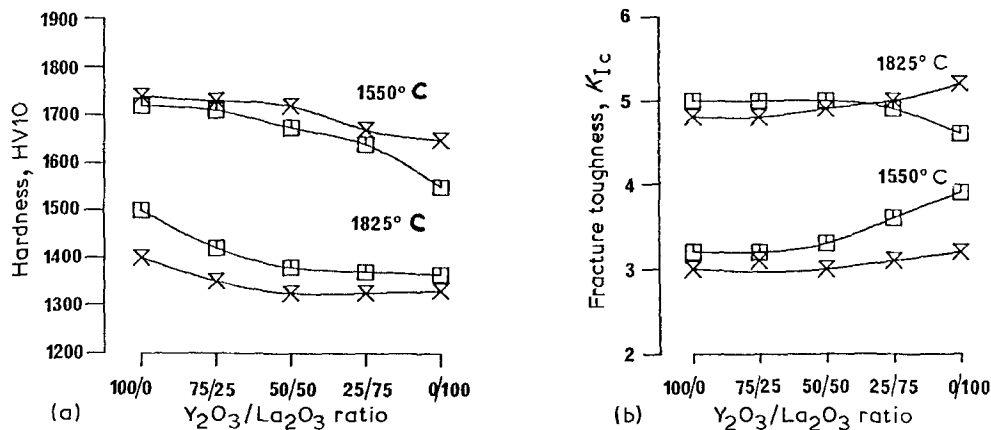 Hardness, HV10
1900
1800
1700
1600
1500
1400
1300
1200
1550° C
1825° C
100/0 75/25 50/50 25/75 0/100
(a) Y₂O₃/La₂O₃ ratio
Fracture toughness, K_Ic
6
5
4
3
2
1825° C
1550° C
100/0 75/25 50/50 25/75 0/100
(b) Y₂O₃/La₂O₃ ratio